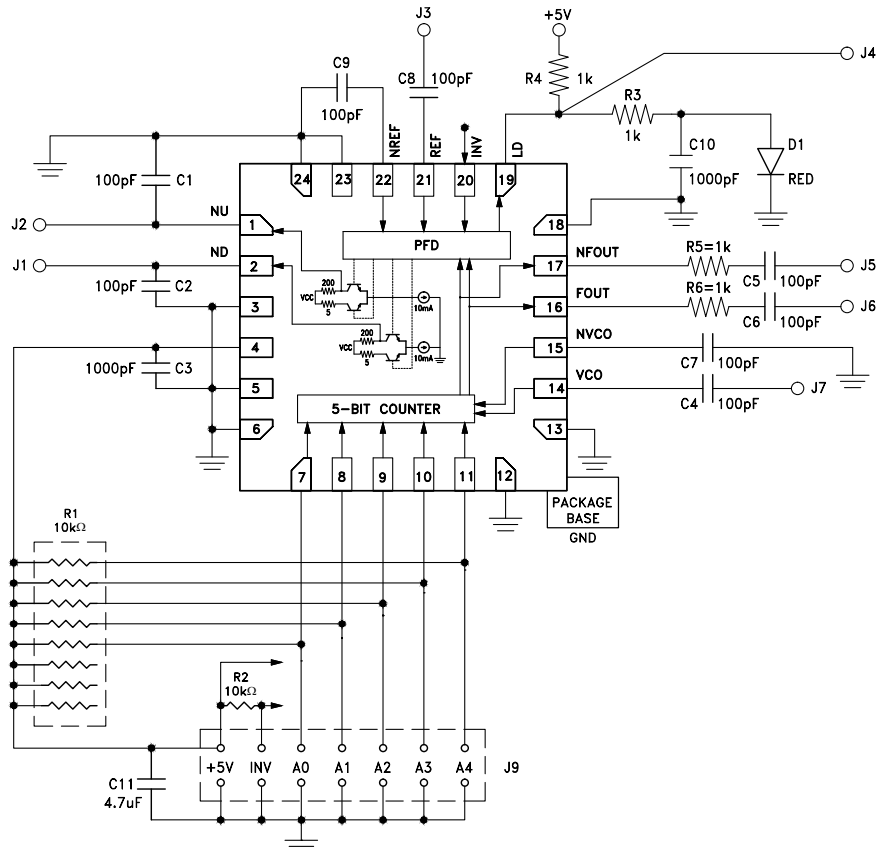 J3
+5V
J4
C9
100pF
C8
100pF
R4
1k
R3
1k
NREF
REF
INV
LD
C10
1000pF
D1
RED
100pF
C1
24
23
22
21
20
19
J2
NU
1
18
PFD
J1
ND
2
17
NFOUT
R5=1k
C5
100pF
J5
100pF
C2
200
VCC
5
10mA
3
16
FOUT
R6=1k
C6
100pF
J6
200
VCC
5
10mA
4
15
NVCO
C7
100pF
1000pF
C3
5
14
VCO
C4
100pF
J7
5-BIT COUNTER
6
13
7
8
9
10
11
12
PACKAGE
BASE
GND
R1
10kΩ
R2
10kΩ
+5V
INV
A0
A1
A2
A3
A4
J9
C11
4.7uF